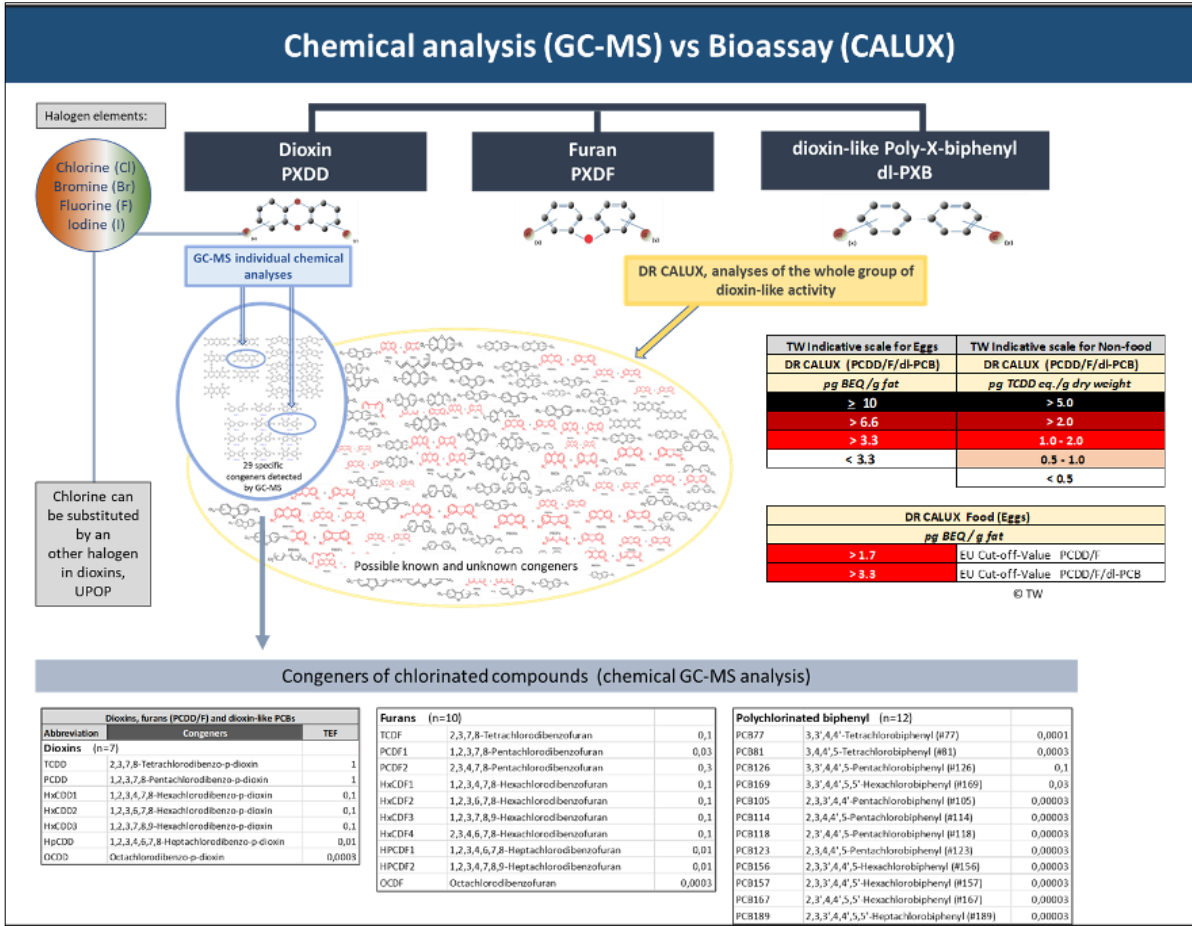 Chemical analysis (GC-MS) vs Bioassay (CALUX)
Halogen elements:
Chlorine (Cl)
Bromine (Br)
Fluorine (F)
Iodine (I)
Dioxin
PXDD
Furan
PXDF
dioxin-like Poly-X-biphenyl
dl-PXB
GC-MS individual chemical
analyses
DR CALUX, analyses of the whole group of
dioxin-like activity
29 specific
congeners detected
by GC-MS
Possible known and unknown congeners
Chlorine can
be substituted
by an
other halogen
in dioxins,
UPOP
TW Indicative scale for Eggs TW Indicative scale for Non-food
DR CALUX (PCDD/F/dl-PCB) DR CALUX (PCDD/F/dl-PCB)
pg BEQ/g fat pg TCDD eq./g dry weight
≥ 10 > 5.0
> 6.6 > 2.0
> 3.3 1.0 - 2.0
< 3.3 0.5 - 1.0
< 0.5
DR CALUX Food (Eggs)
pg BEQ / g fat
> 1.7 EU Cut-off-Value PCDD/F
> 3.3 EU Cut-off-Value PCDD/F/dl-PCB
© TW
Congeners of chlorinated compounds (chemical GC-MS analysis)
Dioxins, furans (PCDD/F) and dioxin-like PCBs
Abbreviation Congeners TEF
Dioxins (n=7)
TCDD 2,3,7,8-Tetrachlorodibenzo-p-dioxin 1
PCDD 1,2,3,7,8-Pentachlorodibenzo-p-dioxin 1
HxCDD1 1,2,3,4,7,8-Hexachlorodibenzo-p-dioxin 0,1
HxCDD2 1,2,3,6,7,8-Hexachlorodibenzo-p-dioxin 0,1
HxCDD3 1,2,3,7,8,9-Hexachlorodibenzo-p-dioxin 0,1
HpCDD 1,2,3,4,6,7,8-Heptachlorodibenzo-p-dioxin 0,01
OCDD Octachlorodibenzo-p-dioxin 0,0003
Furans (n=10)
TCDF 2,3,7,8-Tetrachlorodibenzofuran 0,1
PCDF1 1,2,3,7,8-Pentachlorodibenzofuran 0,03
PCDF2 2,3,4,7,8-Pentachlorodibenzofuran 0,3
HxCDF1 1,2,3,4,7,8-Hexachlorodibenzofuran 0,1
HxCDF2 1,2,3,6,7,8-Hexachlorodibenzofuran 0,1
HxCDF3 1,2,3,7,8,9-Hexachlorodibenzofuran 0,1
HxCDF4 2,3,4,6,7,8-Hexachlorodibenzofuran 0,1
HPCDF1 1,2,3,4,6,7,8-Heptachlorodibenzofuran 0,01
HPCDF2 1,2,3,4,7,8,9-Heptachlorodibenzofuran 0,01
OCDF Octachlorodibenzofuran 0,0003
Polychlorinated biphenyl (n=12)
PCB77 3,3',4,4'-Tetrachlorobiphenyl (#77) 0,0001
PCB81 3,4,4',5-Tetrachlorobiphenyl (#81) 0,0003
PCB126 3,3',4,4',5-Pentachlorobiphenyl (#126) 0,1
PCB169 3,3',4,4',5,5'-Hexachlorobiphenyl (#169) 0,03
PCB105 2,3,3',4,4'-Pentachlorobiphenyl (#105) 0,00003
PCB114 2,3,4,4',5-Pentachlorobiphenyl (#114) 0,00003
PCB118 2,3',4,4',5-Pentachlorobiphenyl (#118) 0,00003
PCB123 2,3,4,4',5-Pentachlorobiphenyl (#123) 0,00003
PCB156 2,3,3',4,4',5-Hexachlorobiphenyl (#156) 0,00003
PCB157 2,3,3',4,4',5'-Hexachlorobiphenyl (#157) 0,00003
PCB167 2,3',4,4',5,5'-Hexachlorobiphenyl (#167) 0,00003
PCB189 2,3,3',4,4',5,5'-Heptachlorobiphenyl (#189) 0,00003